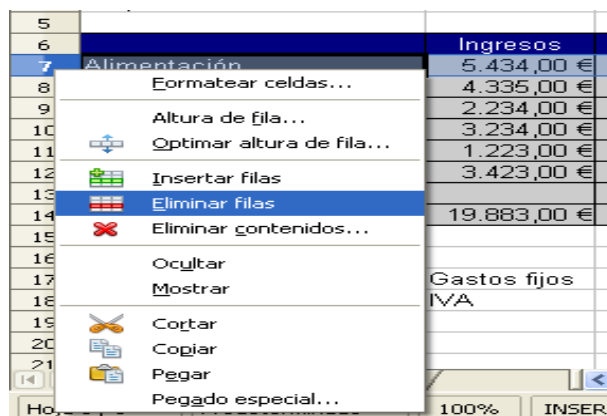 5
6 Ingresos
7 Alimentación 5.434,00 €
8 Formatear celdas... 4.335,00 €
9 Altura de fila... 2.234,00 €
10 Optimar altura de fila... 3.234,00 €
11 1.223,00 €
12 Insertar filas 3.423,00 €
13 Eliminar filas
14 Eliminar contenidos... 19.883,00 €
15
16 Ocultar
17 Mostrar Gastos fijos
18 IVA
19 Cortar
20 Copiar
21 Pegar
Pegado especial... 100% INSER